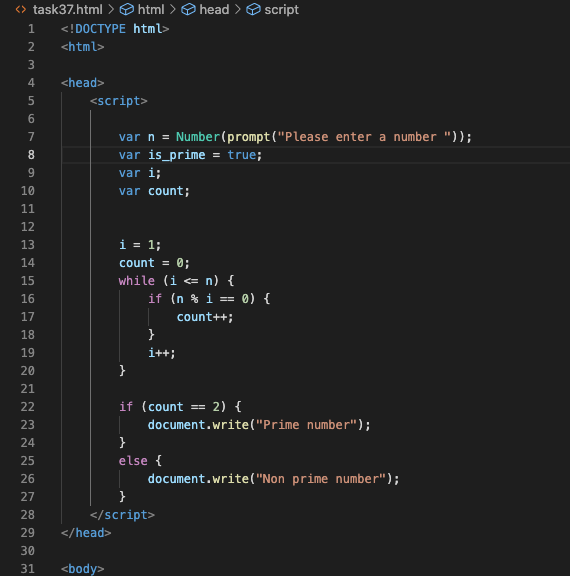 <> task37.html > html > head > script
1 <!DOCTYPE html>
2 <html>
3
4 <head>
5     <script>
6
7         var n = Number(prompt("Please enter a number "));
8         var is_prime = true;
9         var i;
10         var count;
11
12
13         i = 1;
14         count = 0;
15         while (i <= n) {
16             if (n % i == 0) {
17                 count++;
18             }
19             i++;
20         }
21
22         if (count == 2) {
23             document.write("Prime number");
24         }
25         else {
26             document.write("Non prime number");
27         }
28     </script>
29 </head>
30
31 <body>